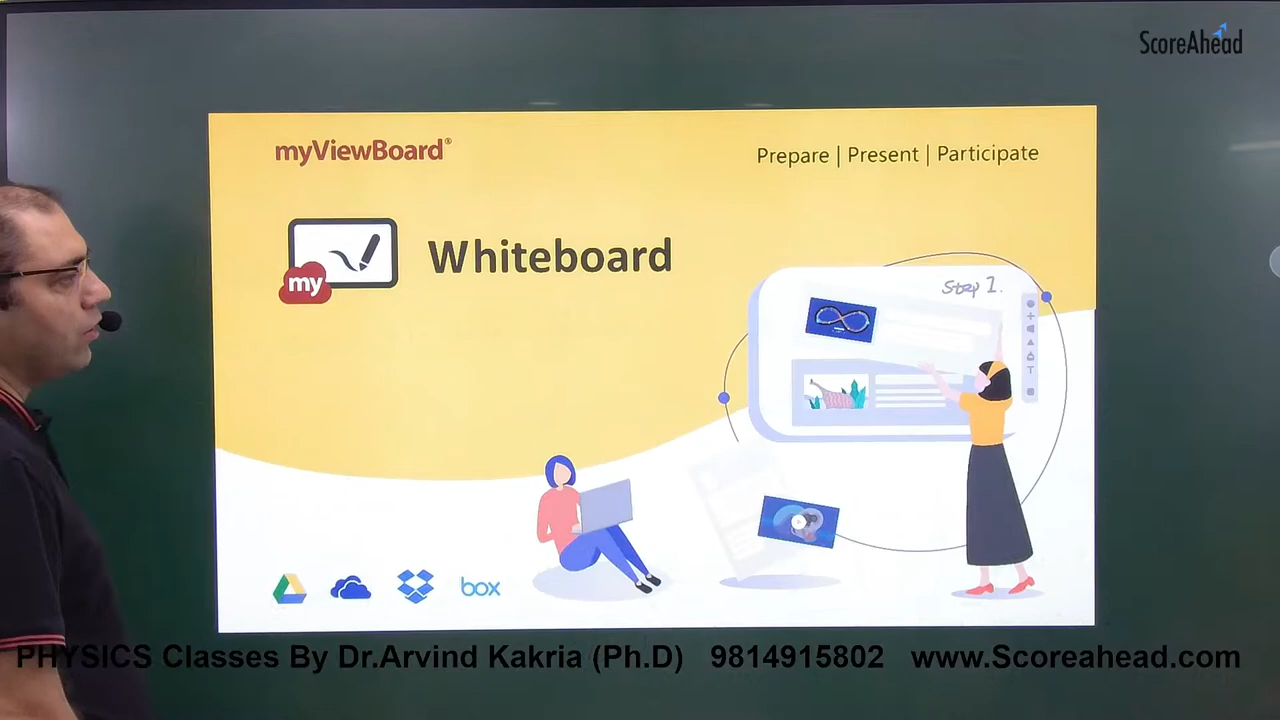 ScoreAhead
myViewBoard®
Prepare | Present | Participate
my
Whiteboard
Step 1.
T
box
PHYSICS Classes By Dr.Arvind Kakria (Ph.D) 9814915802 www.Scoreahead.com